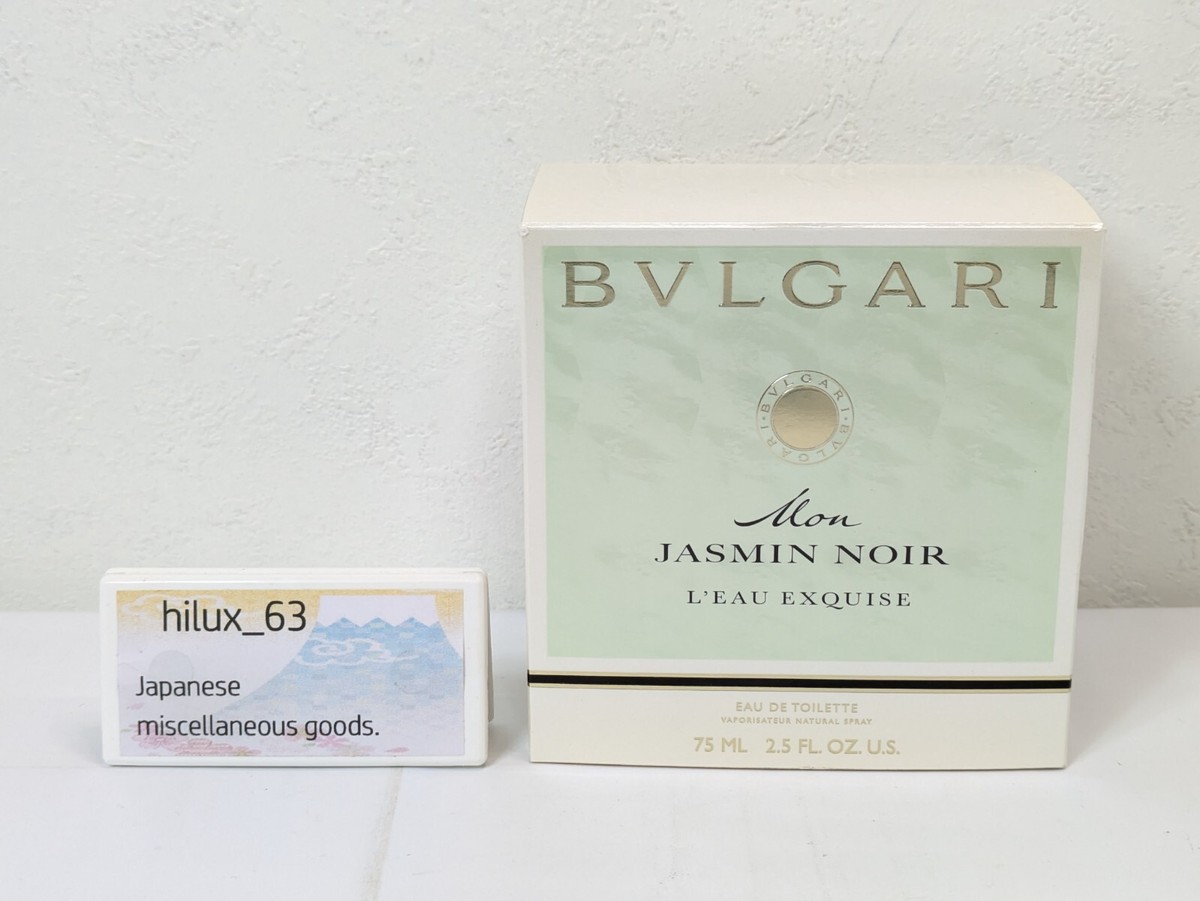 BVLGARI
BVLGARI·BVLGARI·
Mon
JASMIN NOIR
L'EAU EXQUISE
EAU DE TOILETTE
VAPORISATEUR NATURAL SPRAY
75 ML 2.5 FL. OZ. U.S.
hilux_63
Japanese
miscellaneous goods.